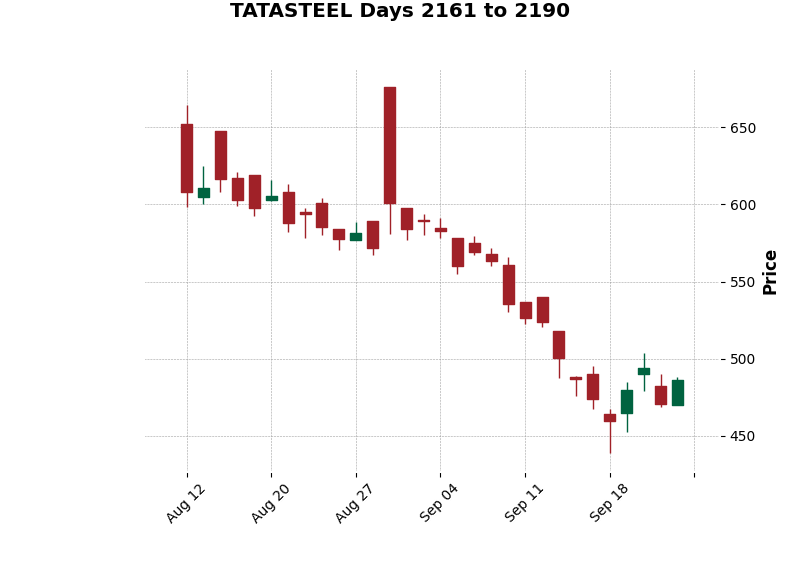 TATASTEEL Days 2161 to 2190
650
600
550
500
450
Price
Aug 12
Aug 20
Aug 27
Sep 04
Sep 11
Sep 18